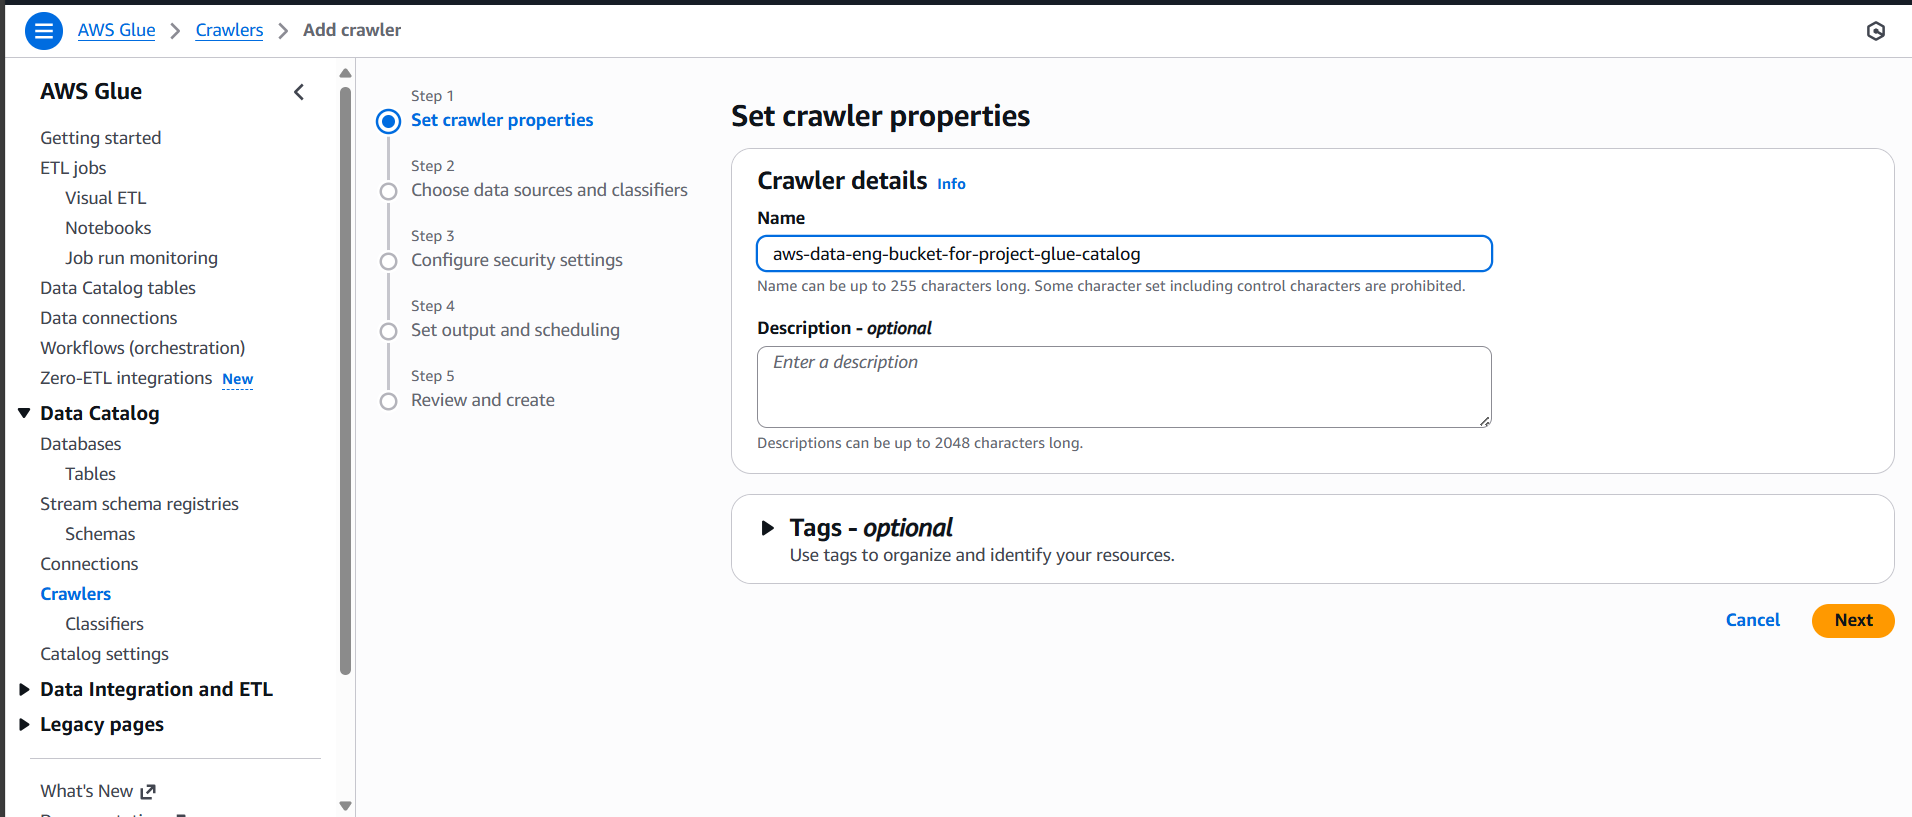 AWS Glue > Crawlers > Add crawler
AWS Glue
Getting started
ETL jobs
Visual ETL
Notebooks
Job run monitoring
Data Catalog tables
Data connections
Workflows (orchestration)
Zero-ETL integrations New
Data Catalog
Databases
Tables
Stream schema registries
Schemas
Connections
Crawlers
Classifiers
Catalog settings
Data Integration and ETL
Legacy pages
What's New
Step 1
Set crawler properties
Step 2
Choose data sources and classifiers
Step 3
Configure security settings
Step 4
Set output and scheduling
Step 5
Review and create
Set crawler properties
Crawler details Info
Name
aws-data-eng-bucket-for-project-glue-catalog
Name can be up to 255 characters long. Some character set including control characters are prohibited.
Description - optional
Enter a description
Descriptions can be up to 2048 characters long.
Tags - optional
Use tags to organize and identify your resources.
Cancel
Next